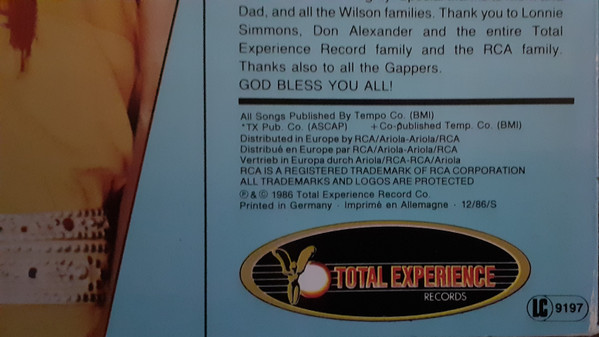 Dad, and all the Wilson families. Thank you to Lonnie
Simmons, Don Alexander and the entire Total
Experience Record family and the RCA family.
Thanks also to all the Gappers.
GOD BLESS YOU ALL!
All Songs Published By Tempo Co. (BMI)
*TX Pub. Co. (ASCAP) +Co-published Temp. Co. (BMI)
Distributed in Europe by RCA/Ariola-Ariola/RCA
Distribué en Europe par RCA/Ariola-Ariola/RCA
Vertrieb in Europa durch Ariola/RCA-RCA/Ariola
RCA IS A REGISTERED TRADEMARK OF RCA CORPORATION
ALL TRADEMARKS AND LOGOS ARE PROTECTED
℗ & © 1986 Total Experience Record Co.
Printed in Germany · Imprimé en Allemagne · 12/86/S
TOTAL EXPERIENCE
RECORDS
LC 9197